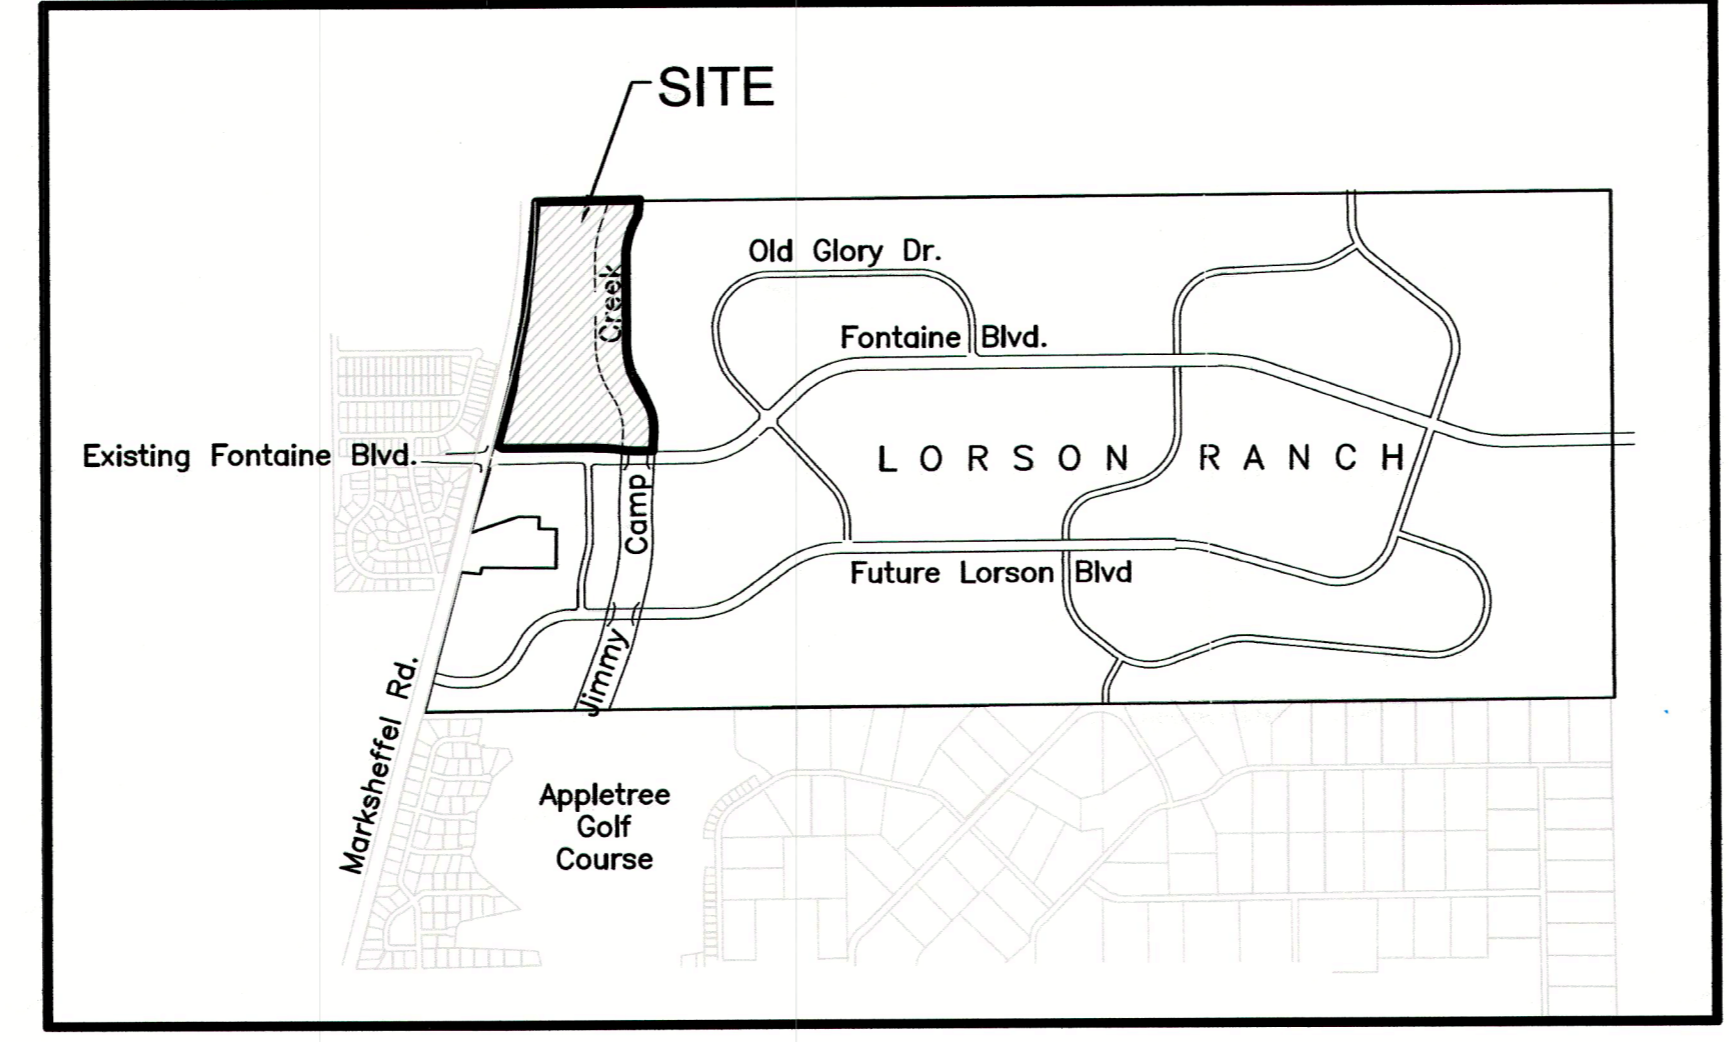 SITE
Old Glory Dr.
Creek
Fontaine Blvd.
Existing Fontaine Blvd.
LORSON RANCH
Camp
Future Lorson Blvd
Jimmy
Marksheffel Rd.
Appletree
Golf
Course